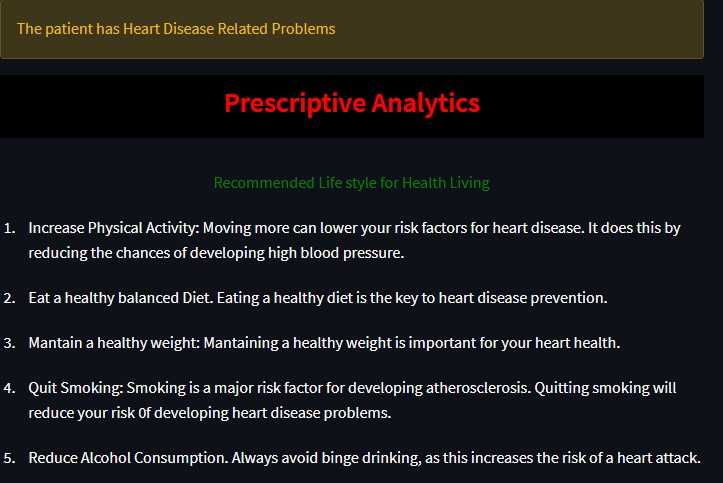 The patient has Heart Disease Related Problems
Prescriptive Analytics
Recommended Life style for Health Living
1. Increase Physical Activity: Moving more can lower your risk factors for heart disease. It does this by
reducing the chances of developing high blood pressure.
2. Eat a healthy balanced Diet. Eating a healthy diet is the key to heart disease prevention.
3. Mantain a healthy weight: Mantaining a healthy weight is important for your heart health.
4. Quit Smoking: Smoking is a major risk factor for developing atherosclerosis. Quitting smoking will
reduce your risk 0f developing heart disease problems.
5. Reduce Alcohol Consumption. Always avoid binge drinking, as this increases the risk of a heart attack.